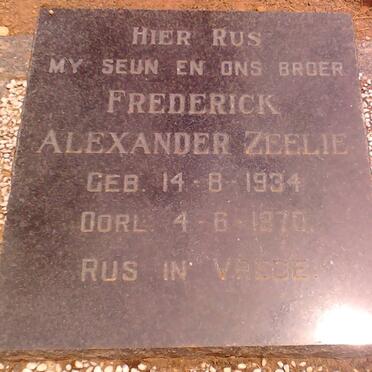 HIER RUS
MY SEUN EN ONS BROER
FREDERICK
ALEXANDER ZEELIE
GEB. 14-8-1934
OORL. 4-6-1970.
RUS IN VREDE.